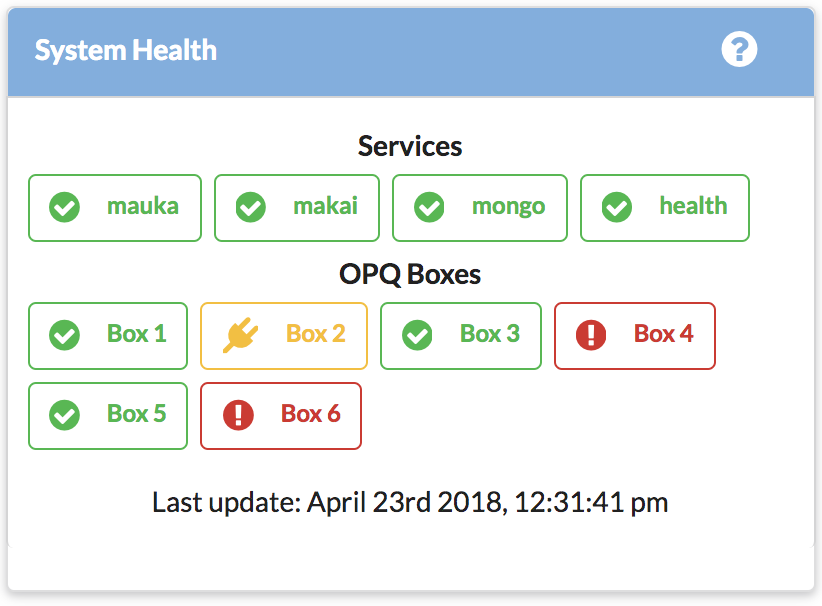 System Health
Services
mauka makai mongo health
OPQ Boxes
Box 1 Box 2 Box 3 Box 4
Box 5 Box 6
Last update: April 23rd 2018, 12:31:41 pm